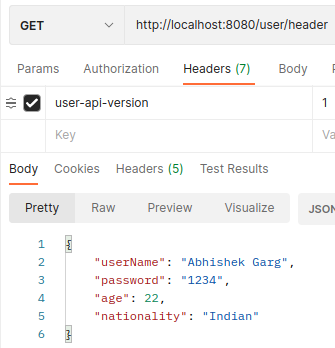 GET http://localhost:8080/user/header
Params Authorization Headers (7) Body
user-api-version 1
Key Va
Body Cookies Headers (5) Test Results
Pretty Raw Preview Visualize JSON
1 {
2 "userName": "Abhishek Garg",
3 "password": "1234",
4 "age": 22,
5 "nationality": "Indian"
6 }